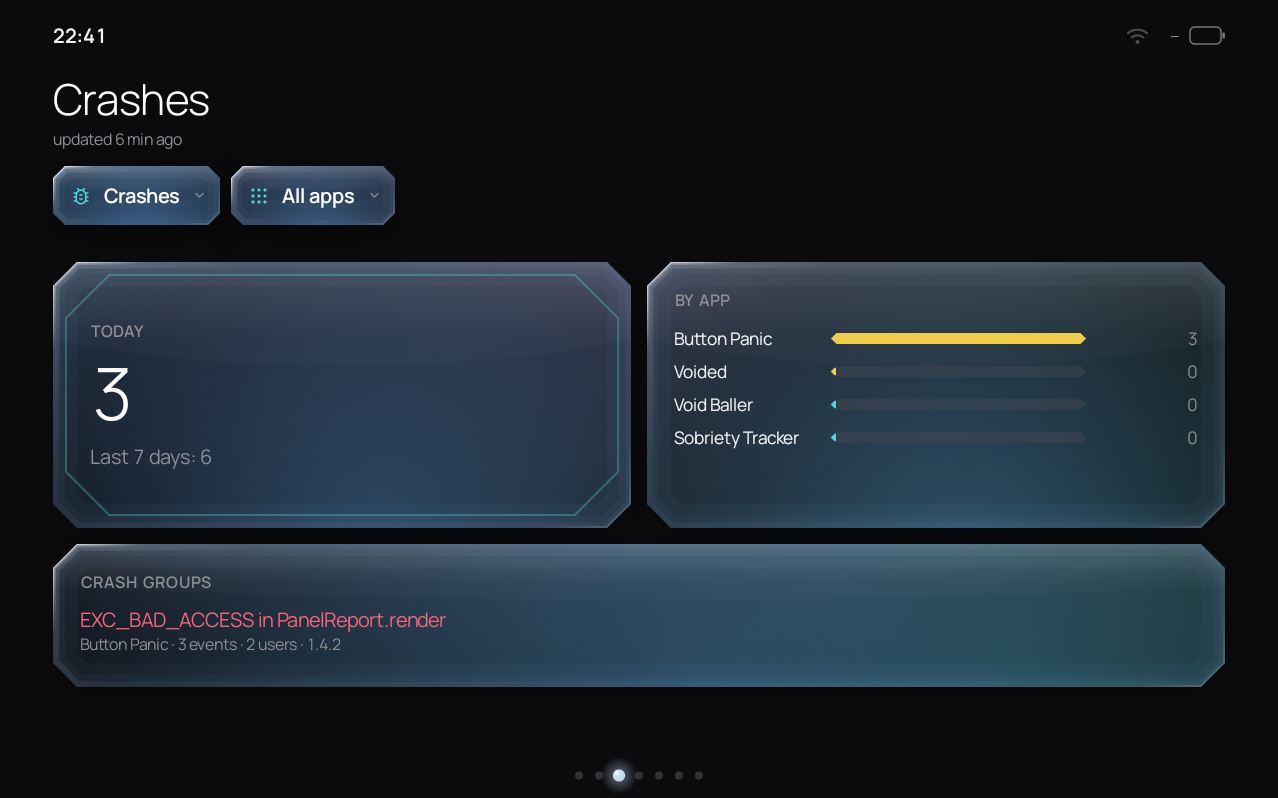 22:41
–
Crashes
updated 6 min ago
Crashes
All apps
TODAY
3
Last 7 days: 6
BY APP
Button Panic 3
Voided 0
Void Baller 0
Sobriety Tracker 0
CRASH GROUPS
EXC_BAD_ACCESS in PanelReport.render
Button Panic · 3 events · 2 users · 1.4.2